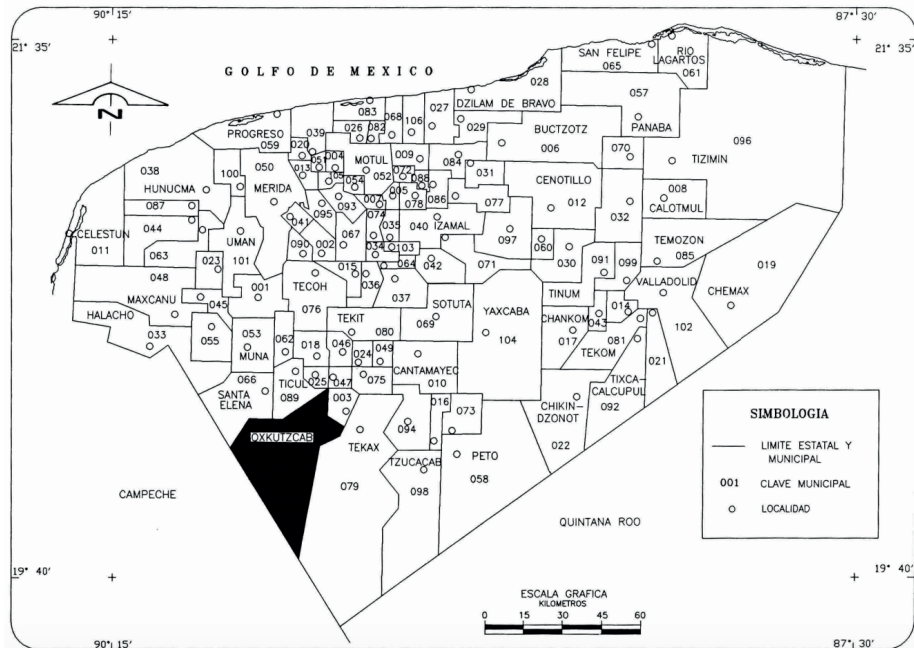 90°15'
87°30'
21°35'
21°35'
GOLFO DE MEXICO
SAN FELIPE
065
RIO
LAGARTOS
061
028
DZILAM DE BRAVO
057
PANABA
083
068
027
096
TIZIMIN
PROGRESO
059
039
026
082
106
029
BUCTZOTZ
006
020
051
004
MOTUL
052
009
084
070
038
HUNUCMA
100
050
MERIDA
013
105
054
072
088
005
031
CENOTILLO
012
008
CALOTMUL
087
044
093
007
078
086
077
032
CELESTUN
011
UMAN
101
041
095
074
035
040
IZAMAL
097
060
TEMOZON
085
063
023
090
002
067
034
103
030
091
099
019
CHEMAX
048
MAXCANU
001
TECOH
076
015
036
064
042
071
TINUM
VALLADOLID
045
037
SOTUTA
069
YAXCABA
104
CHANKOM
017
043
014
102
HALACHO
033
055
053
MUNA
062
TEKIT
080
081
TEKOM
021
018
046
024
049
CANTAMAYEC
010
TIXCA-
CALCUPUL
092
066
SANTA
ELENA
TICUL
089
025
047
075
003
016
073
CHIKIN-
DZONOT
022
OXKUTZCAB
TEKAX
079
094
TZUCACAB
098
PETO
058
CAMPECHE
QUINTANA ROO
SIMBOLOGIA
LIMITE ESTATAL Y
MUNICIPAL
001 CLAVE MUNICIPAL
LOCALIDAD
19°40'
19°40'
ESCALA GRAFICA
KILOMETROS
0 15 30 45 60
90°15'
87°30'